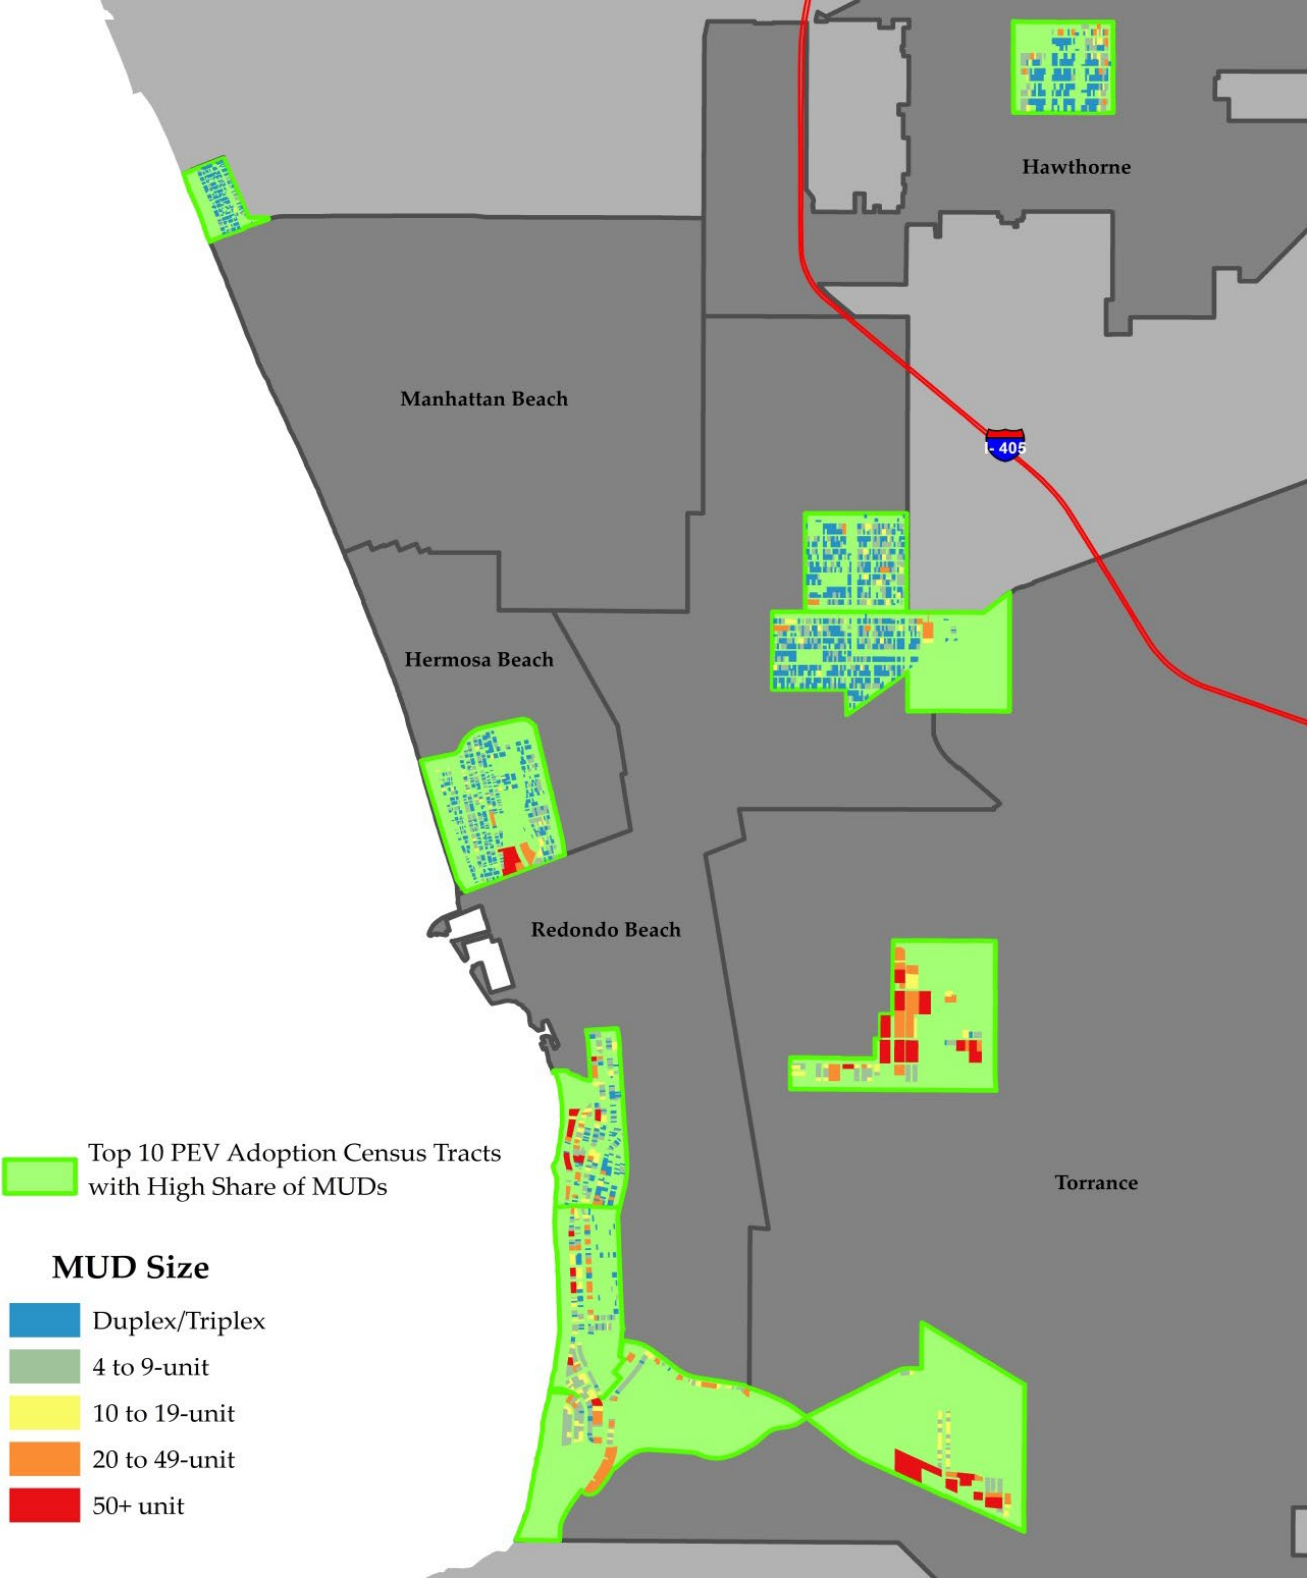 Hawthorne
Manhattan Beach
I- 405
Hermosa Beach
Redondo Beach
Top 10 PEV Adoption Census Tracts
with High Share of MUDs
Torrance
MUD Size
Duplex/Triplex
4 to 9-unit
10 to 19-unit
20 to 49-unit
50+ unit